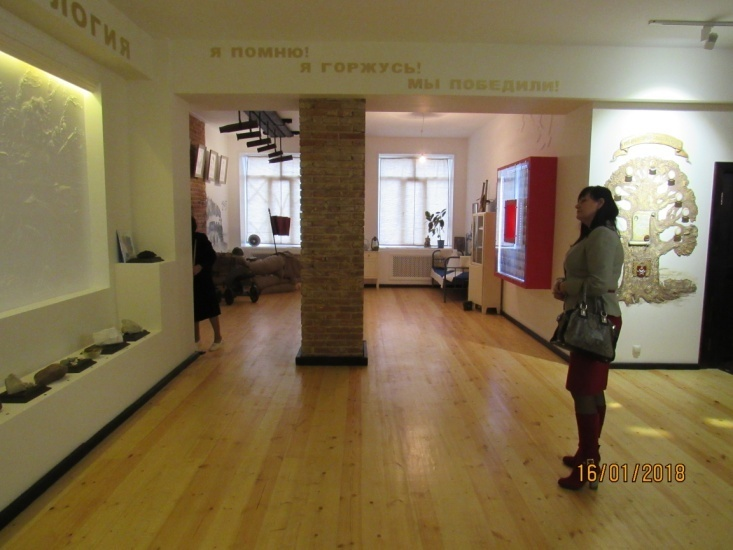 ЛОГИЯ
Я ПОМНЮ!
Я ГОРЖУСЬ!
МЫ ПОБЕДИЛИ!
16/01/2018